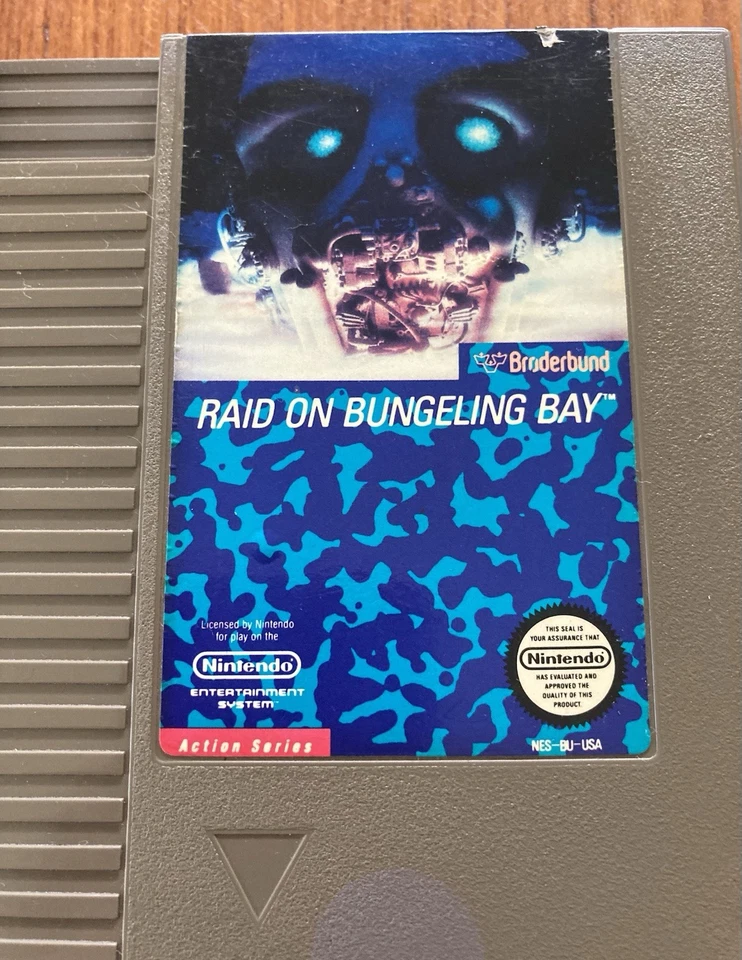 Brøderbund
RAID ON BUNGELING BAY™
Licensed by Nintendo
for play on the
Nintendo
ENTERTAINMENT
SYSTEM™
THIS SEAL IS
YOUR ASSURANCE THAT
Nintendo
HAS EVALUATED AND
APPROVED THE
QUALITY OF THIS
PRODUCT.
Action Series
NES-BU-USA